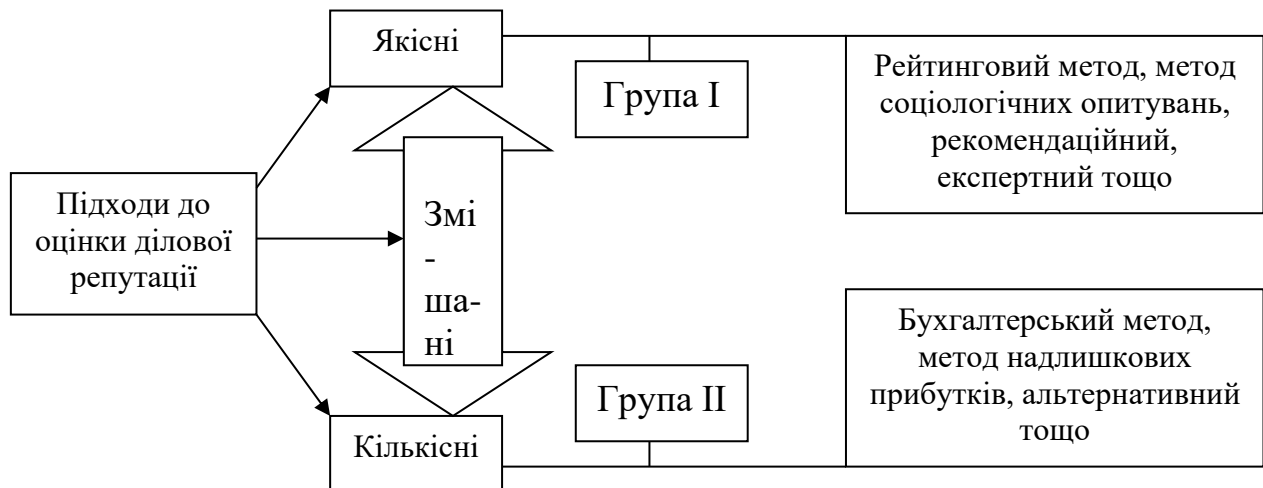 Якісні
Група І
Рейтинговий метод, метод
соціологічних опитувань,
рекомендаційний,
експертний тощо
Підходи до
оцінки ділової
репутації
Змі
-
ша-
ні
Бухгалтерський метод,
метод надлишкових
прибутків, альтернативний
тощо
Група ІІ
Кількісні